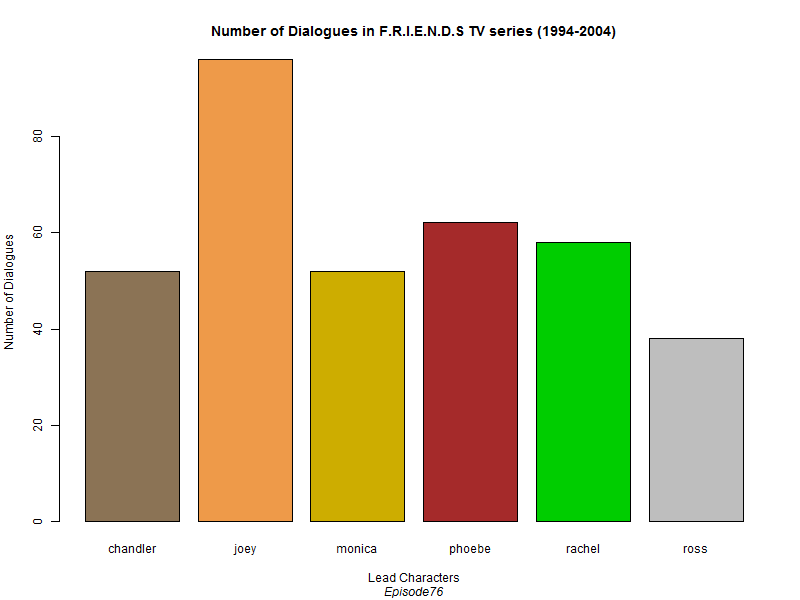 Number of Dialogues in F.R.I.E.N.D.S TV series (1994-2004)
Number of Dialogues
80
60
40
20
0
chandler joey monica phoebe rachel ross
Lead Characters
Episode76